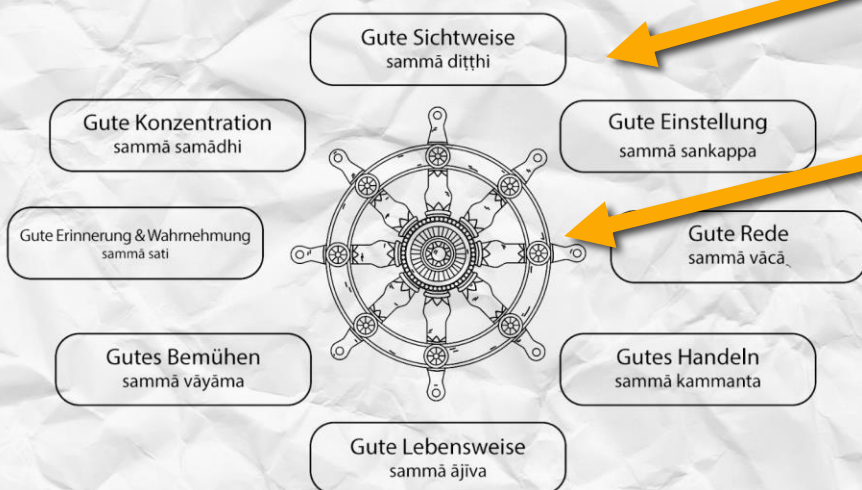 Gute Sichtweise
sammā diṭṭhi
Gute Konzentration
sammā samādhi
Gute Einstellung
sammā sankappa
Gute Erinnerung & Wahrnehmung
sammā sati
Gute Rede
sammā vācā
Gutes Bemühen
sammā vāyāma
Gutes Handeln
sammā kammanta
Gute Lebensweise
sammā ājīva